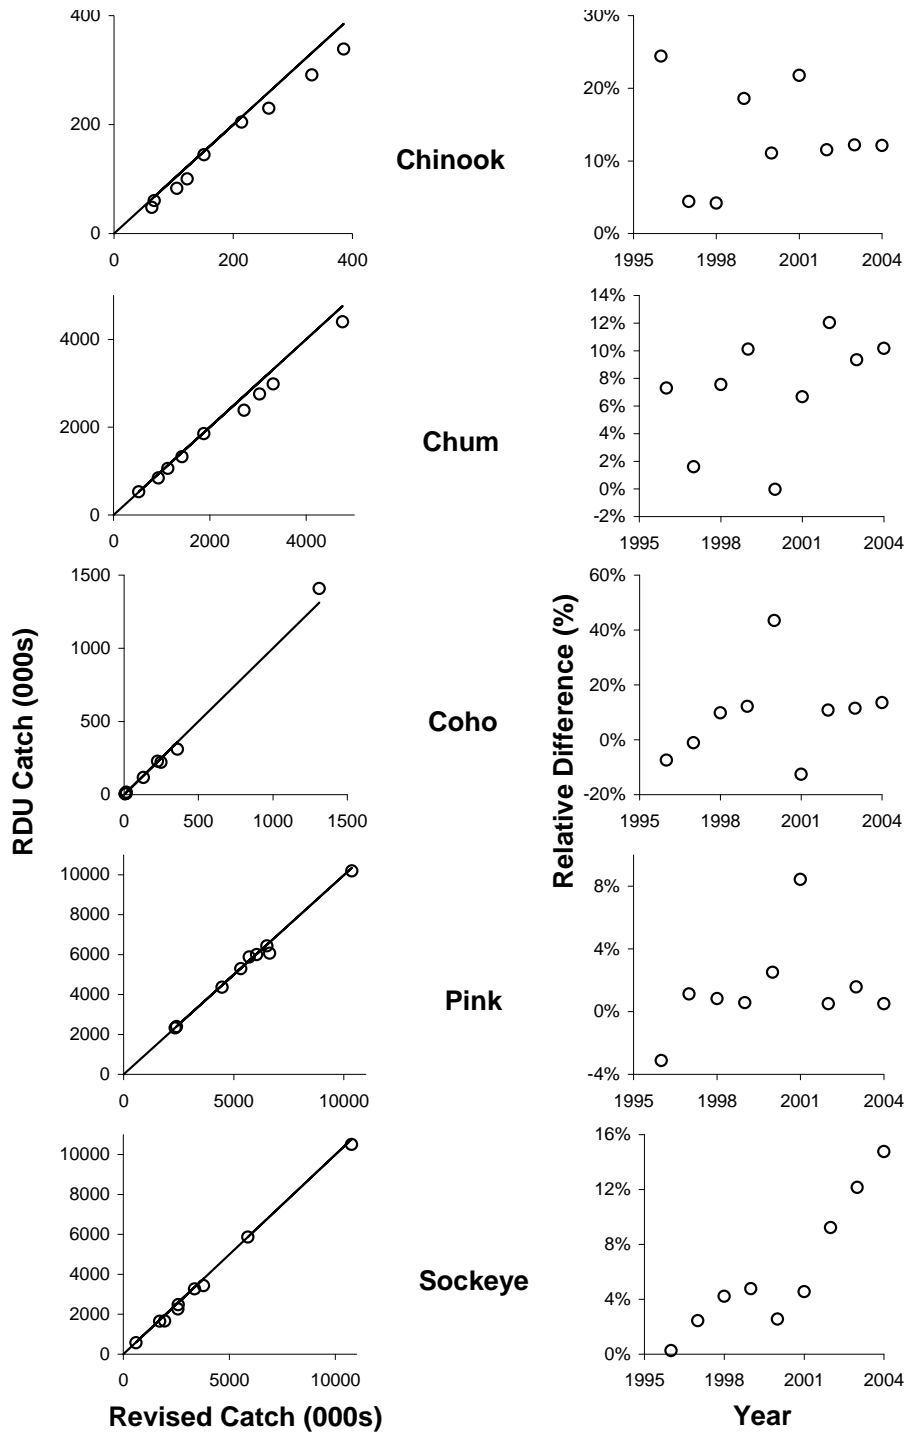 400
200
0
0 200 400
Chinook
30%
20%
10%
0%
1995 1998 2001 2004
4000
2000
0
0 2000 4000
Chum
14%
12%
10%
8%
6%
4%
2%
0%
-2%
1995 1998 2001 2004
RDU Catch (000s)
1500
1000
500
0
0 500 1000 1500
Coho
Relative Difference (%)
60%
40%
20%
0%
-20%
1995 1998 2001 2004
10000
8000
6000
4000
2000
0
0 5000 10000
Pink
8%
4%
0%
-4%
1995 1998 2001 2004
10000
8000
6000
4000
2000
0
0 5000 10000
Sockeye
16%
12%
8%
4%
0%
1995 1998 2001 2004
Revised Catch (000s)
Year